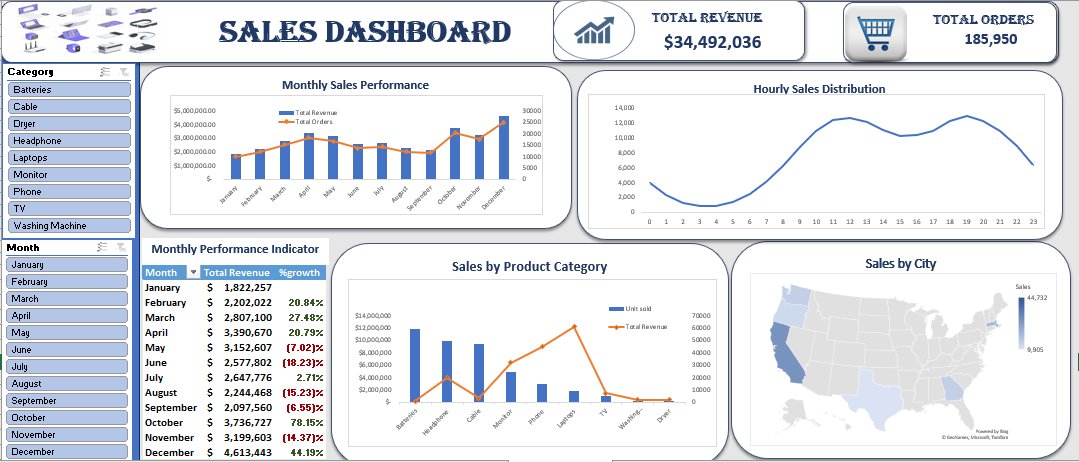 SALES DASHBOARD
TOTAL REVENUE
$34,492,036
TOTAL ORDERS
185,950
Category
Batteries
Cable
Dryer
Headphone
Laptops
Monitor
Phone
TV
Washing Machine
Month
January
February
March
April
May
June
July
August
September
October
November
December
Monthly Sales Performance
Total Revenue
Total Orders
$5,000,000.00
$4,000,000.00
$3,000,000.00
$2,000,000.00
$1,000,000.00
$-
30000
25000
20000
15000
10000
5000
0
January
February
March
April
May
June
July
August
September
October
November
December
Hourly Sales Distribution
14,000
12,000
10,000
8,000
6,000
4,000
2,000
0
0 1 2 3 4 5 6 7 8 9 10 11 12 13 14 15 16 17 18 19 20 21 22 23
Monthly Performance Indicator
Month Total Revenue %growth
January $ 1,822,257
February $ 2,202,022 20.84%
March $ 2,807,100 27.48%
April $ 3,390,670 20.79%
May $ 3,152,607 (7.02)%
June $ 2,577,802 (18.23)%
July $ 2,647,776 2.71%
August $ 2,244,468 (15.23)%
September $ 2,097,560 (6.55)%
October $ 3,736,727 78.15%
November $ 3,199,603 (14.37)%
December $ 4,613,443 44.19%
Sales by Product Category
Unit sold
Total Revenue
$14,000,000
$12,000,000
$10,000,000
$8,000,000
$6,000,000
$4,000,000
$2,000,000
$-
70000
60000
50000
40000
30000
20000
10000
0
Batteries
Headphone
Cable
Monitor
Phone
Laptops
TV
Washing...
Dryer
Sales by City
Sales
44,732
9,905
Powered by Bing
© GeoNames, Microsoft, TomTom